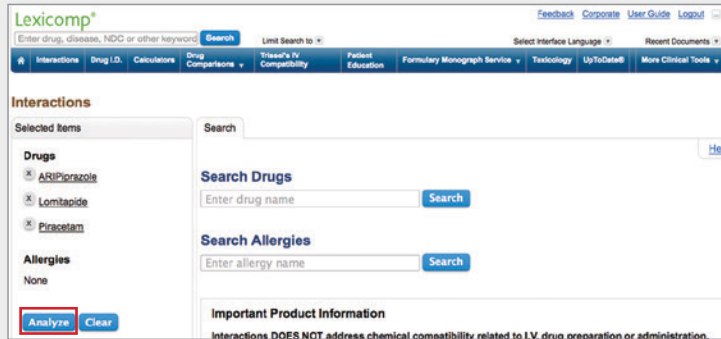 Lexicomp®
Feedback Corporate User Guide Logout
Enter drug, disease, NDC or other keyword Search Limit Search to Select Interface Language Recent Documents
Interactions Drug I.D. Calculators Drug Comparisons Trissel's IV Compatibility Patient Education Formulary Monograph Service Toxicology UpToDate® More Clinical Tools
Interactions
Selected Items
Search
He
Drugs
x ARIPiprazole
x Lomitapide
x Piracetam
Allergies
None
Analyze Clear
Search Drugs
Enter drug name Search
Search Allergies
Enter allergy name Search
Important Product Information
Interactions DOES NOT address chemical compatibility related to I.V. drug preparation or administration.